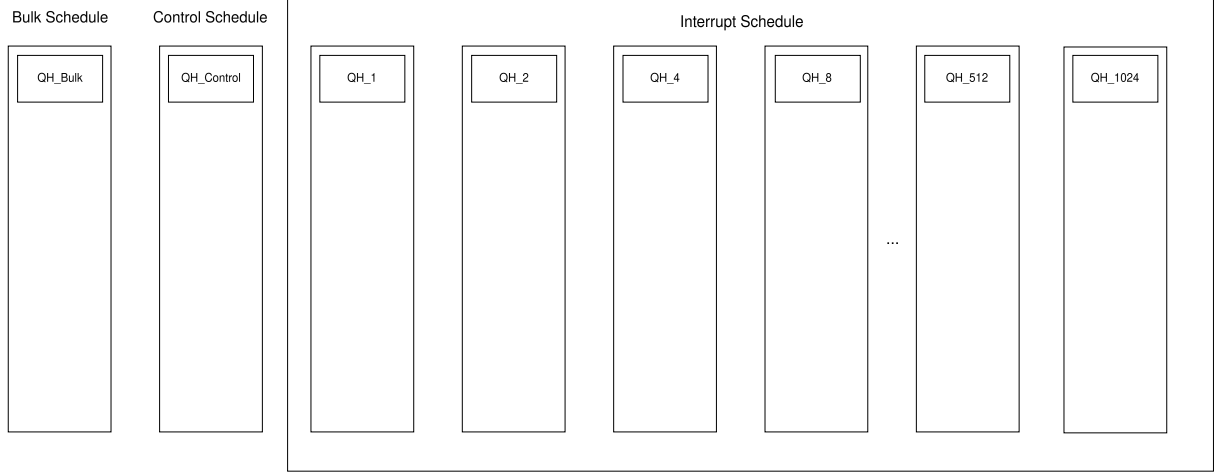 Bulk Schedule
Control Schedule
Interrupt Schedule
QH_Bulk
QH_Control
QH_1
QH_2
QH_4
QH_8
QH_512
QH_1024
...